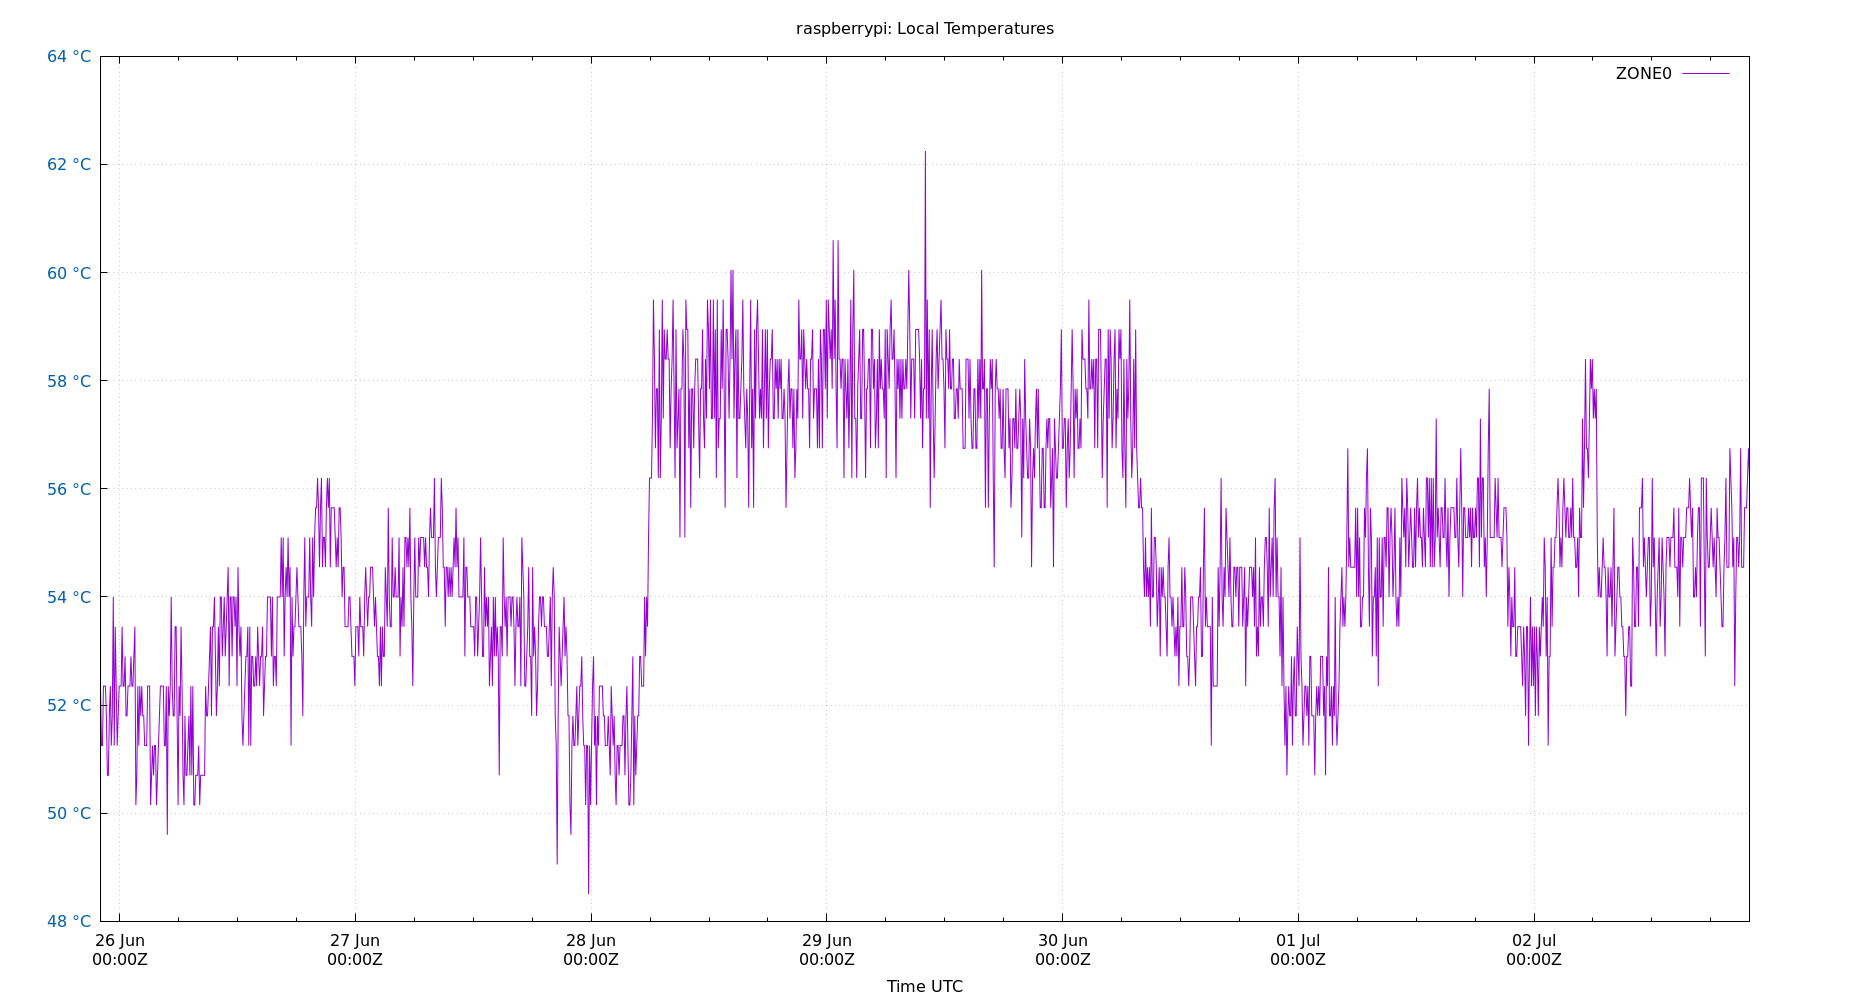 raspberrypi: Local Temperatures
64 °C
62 °C
60 °C
58 °C
56 °C
54 °C
52 °C
50 °C
48 °C
ZONE0
26 Jun 27 Jun 28 Jun 29 Jun 30 Jun 01 Jul 02 Jul
00:00Z 00:00Z 00:00Z 00:00Z 00:00Z 00:00Z 00:00Z
Time UTC